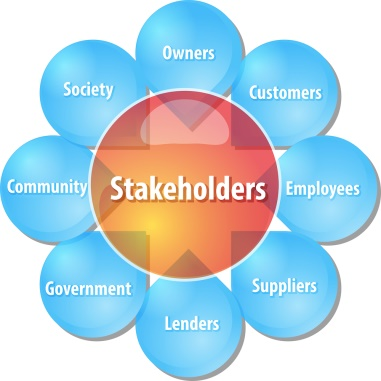 Owners
Society
Customers
Community
Stakeholders
Employees
Government
Suppliers
Lenders